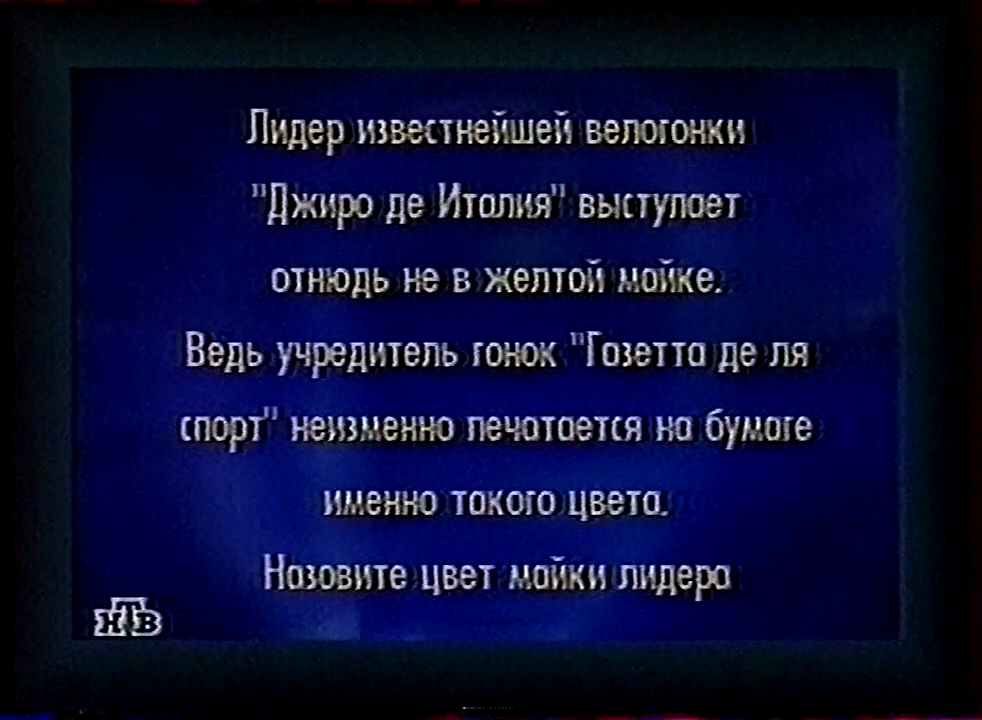 Лидер известнейшей велогонки
"Джиро де Италия" выступает
отнюдь не в желтой майке.
Ведь учредитель гонок "Газетта де ля
спорт" неизменно печатается на бумаге
именно такого цвета.
Назовите цвет майки лидера
НТВ